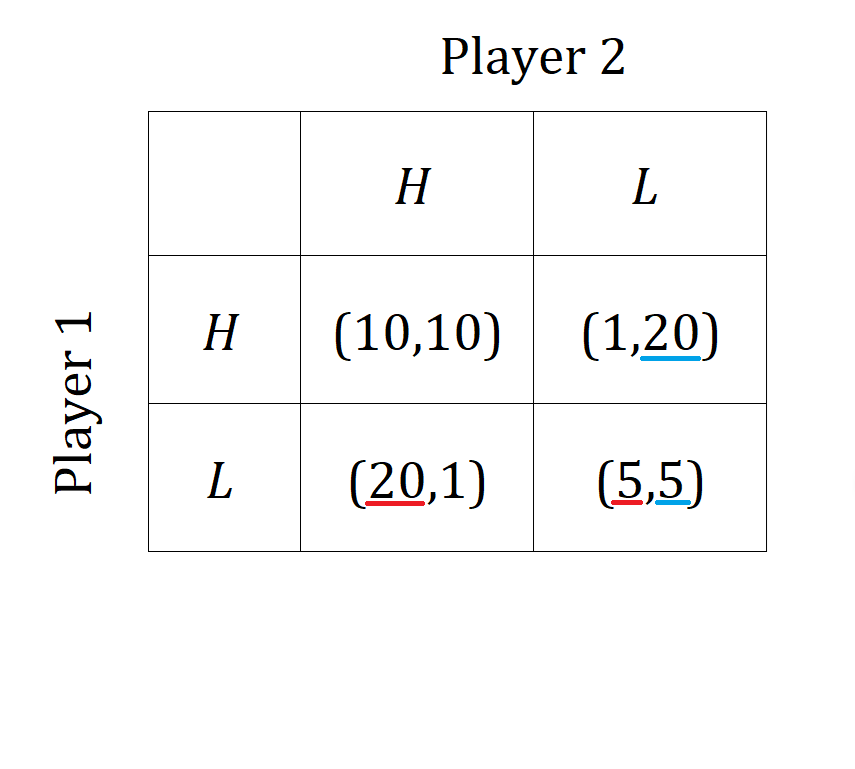 Player 2
H L
Player 1
H (10,10) (1,20)
L (20,1) (5,5)